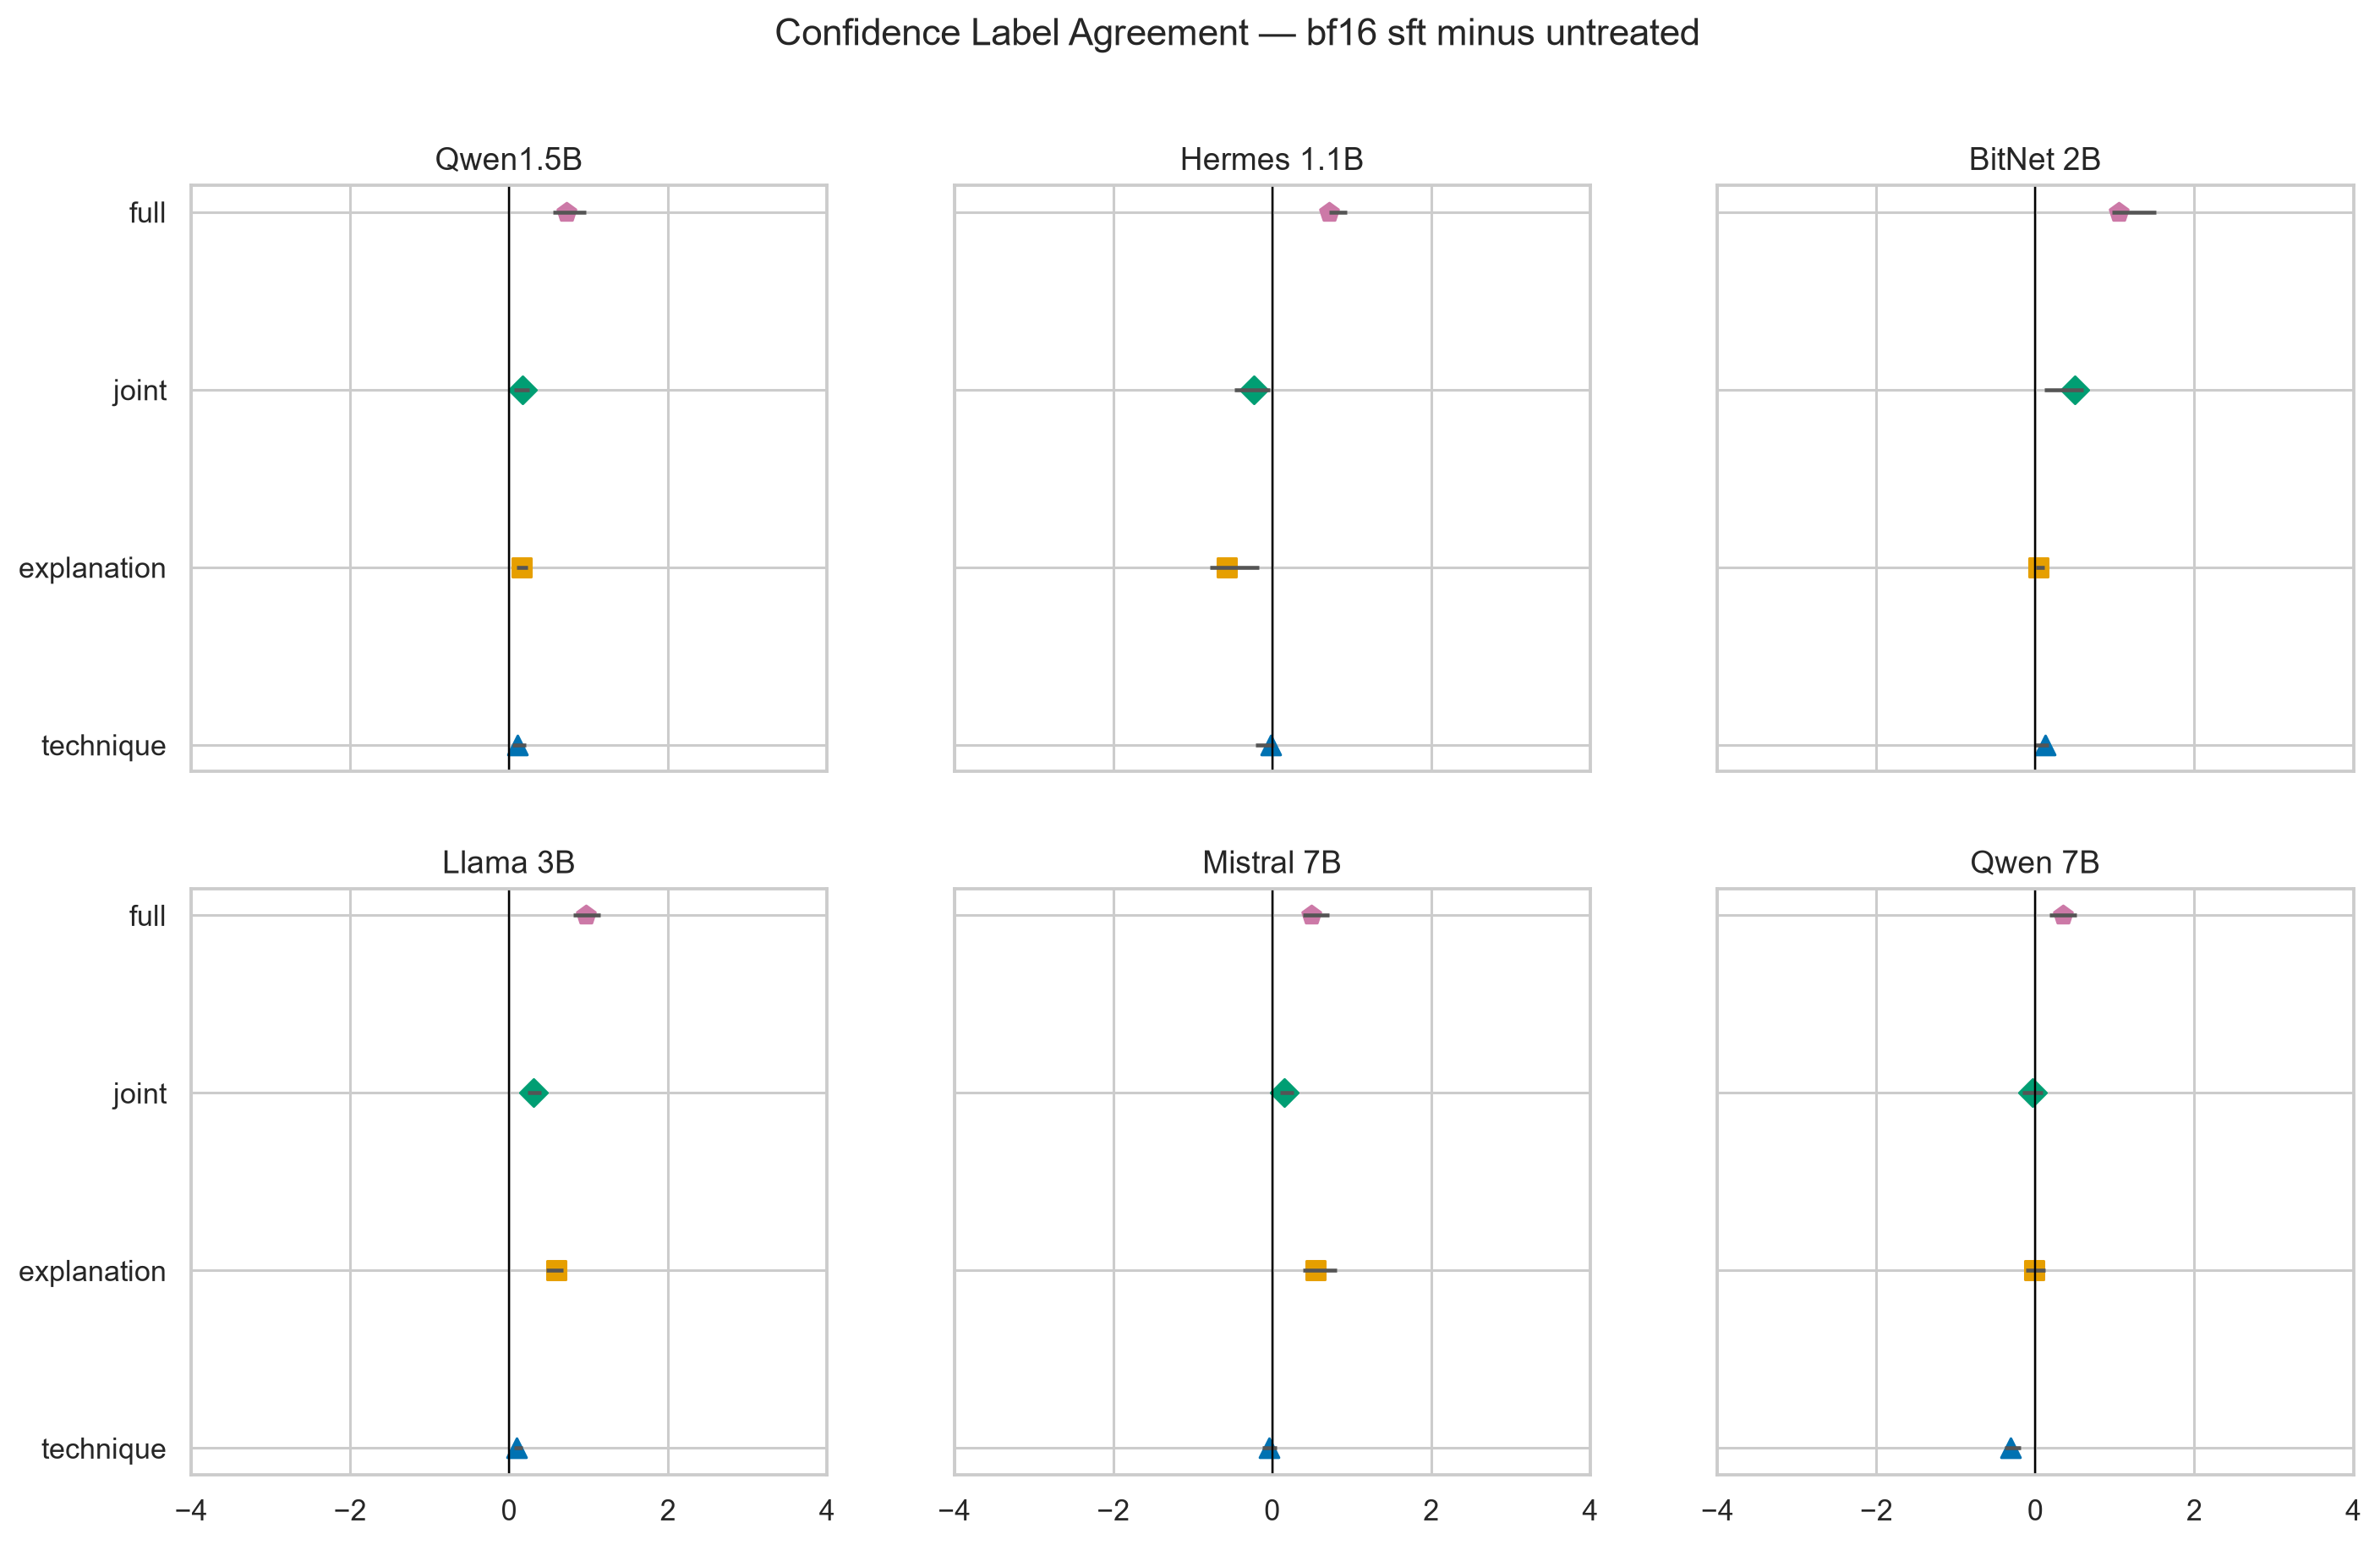 Confidence Label Agreement — bf16 sft minus untreated
Qwen1.5B
Hermes 1.1B
BitNet 2B
full
joint
explanation
technique
Llama 3B
Mistral 7B
Qwen 7B
full
joint
explanation
technique
−4 −2 0 2 4
−4 −2 0 2 4
−4 −2 0 2 4